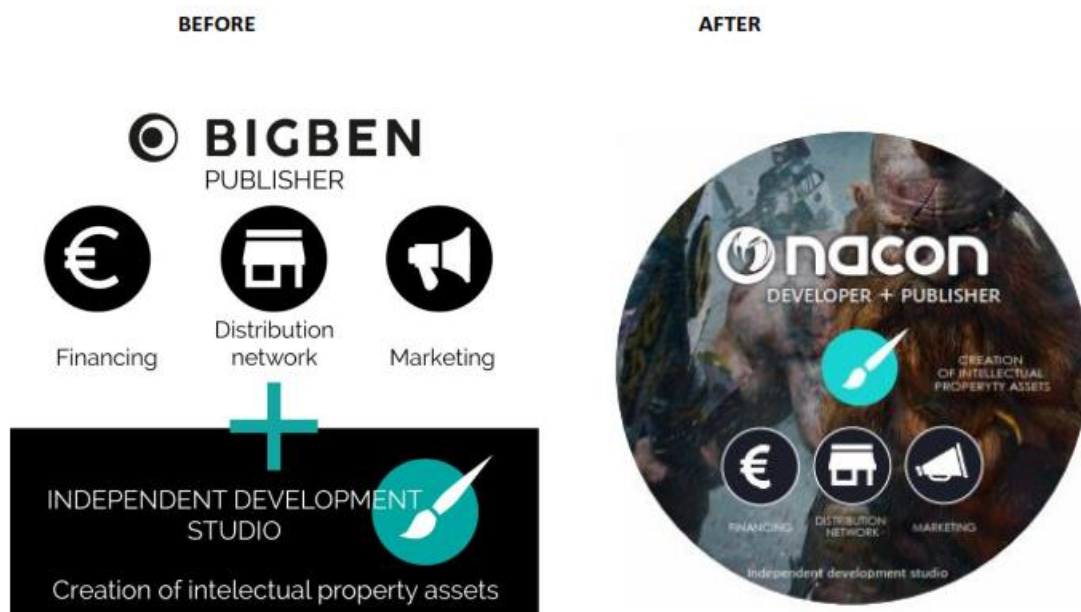 BEFORE
AFTER
BIGBEN
PUBLISHER
Financing
Distribution
network
Marketing
INDEPENDENT DEVELOPMENT
STUDIO
Creation of intelectual property assets
nacon
DEVELOPER + PUBLISHER
CREATION
OF INTELLECTUAL
PROPERYTY ASSETS
FINANCING
DISTRIBUTION
NETWORK
MARKETING
Independent development studio